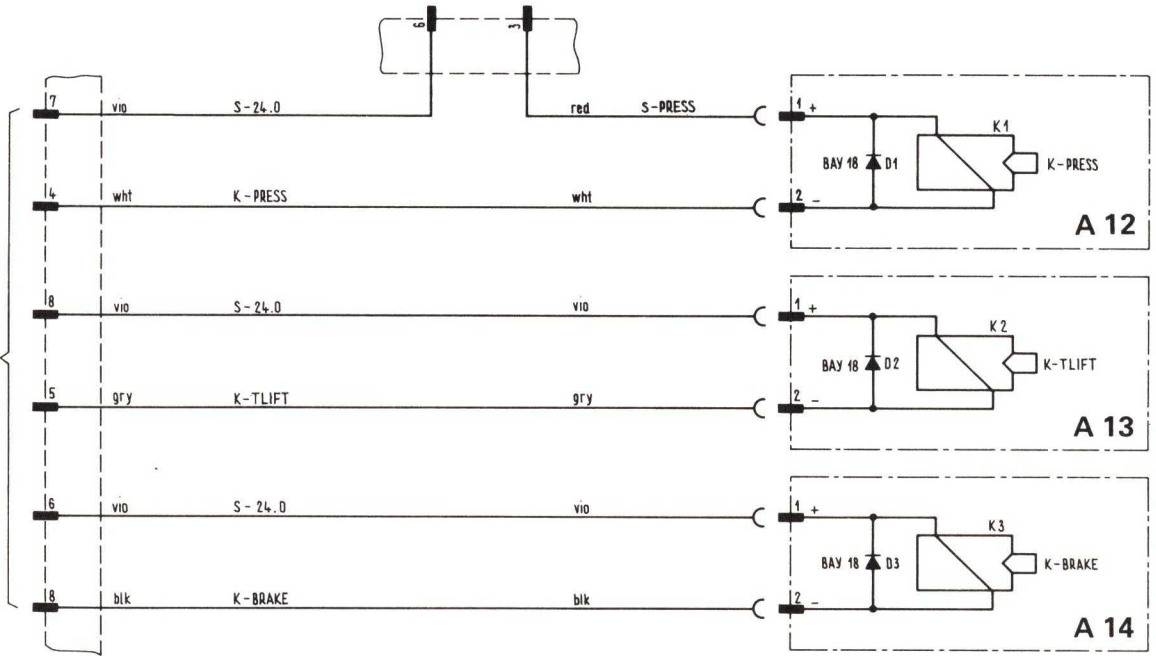 6 3
7 vio S-24.0 red S-PRESS 1 +
K1
BAY 18 D1 K-PRESS
4 wht K-PRESS wht 2 -
A 12
8 vio S-24.0 vio 1 +
K2
BAY 18 D2 K-TLIFT
5 gry K-TLIFT gry 2 -
A 13
6 vio S-24.0 vio 1 +
K3
BAY 18 D3 K-BRAKE
8 blk K-BRAKE blk 2 -
A 14